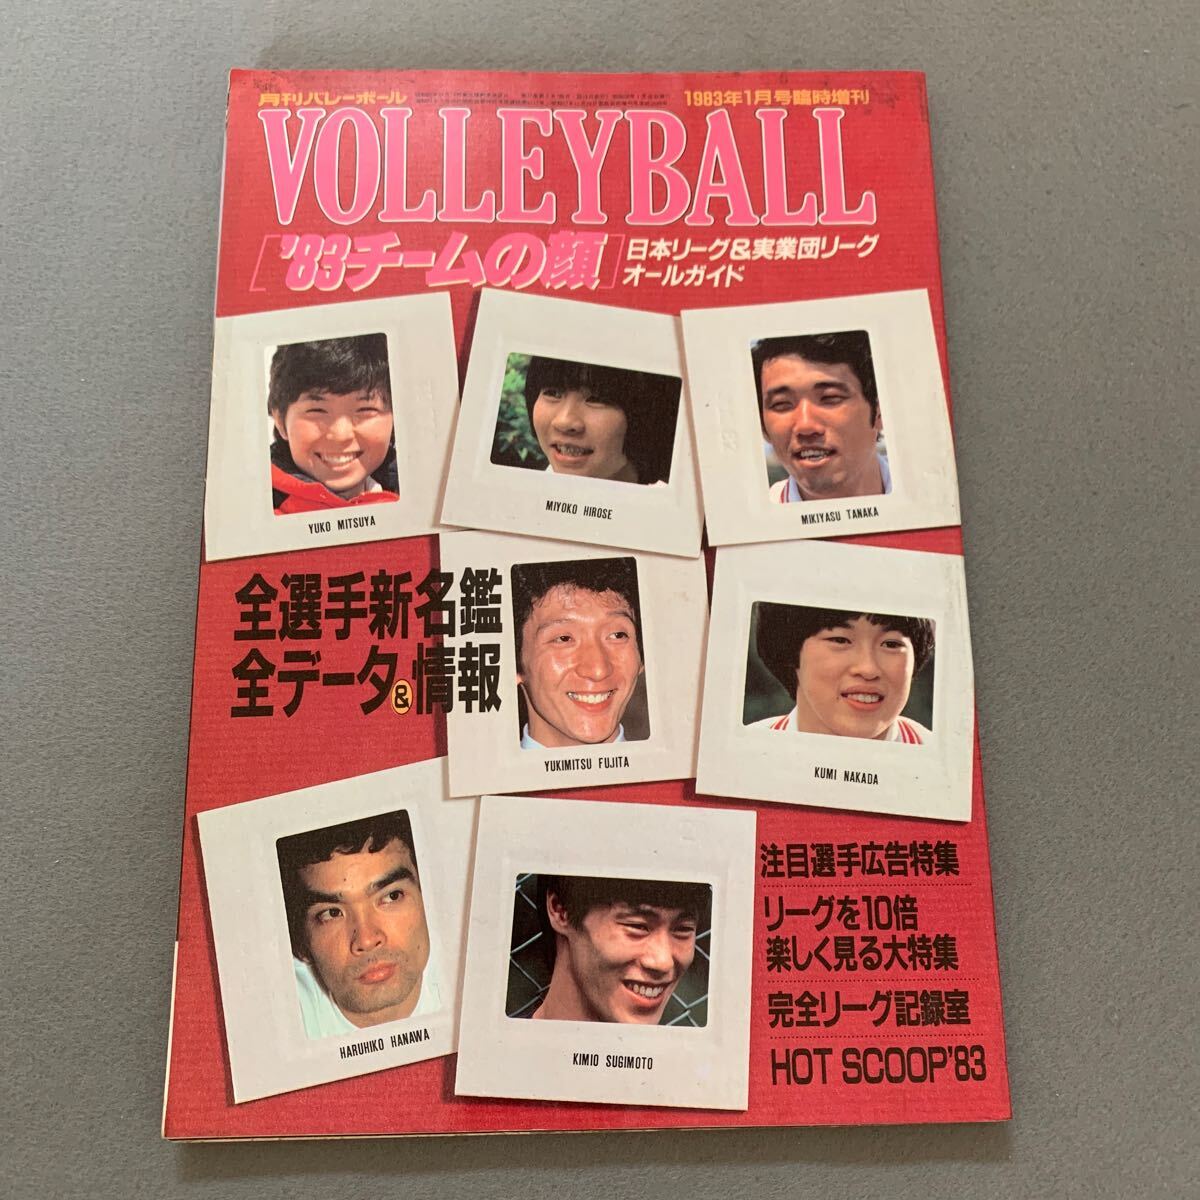 月刊バレーボール
1983年1月号臨時増刊
VOLLEYBALL
['83チームの顔]
日本リーグ&実業団リーグ
オールガイド
YUKO MITSUYA
MIYOKO HIROSE
MIKIYASU TANAKA
全選手新名鑑
全データ&情報
YUKIMITSU FUJITA
KUMI NAKADA
HARUHIKO HANAWA
KIMIO SUGIMOTO
注目選手広告特集
リーグを10倍
楽しく見る大特集
完全リーグ記録室
HOT SCOOP'83